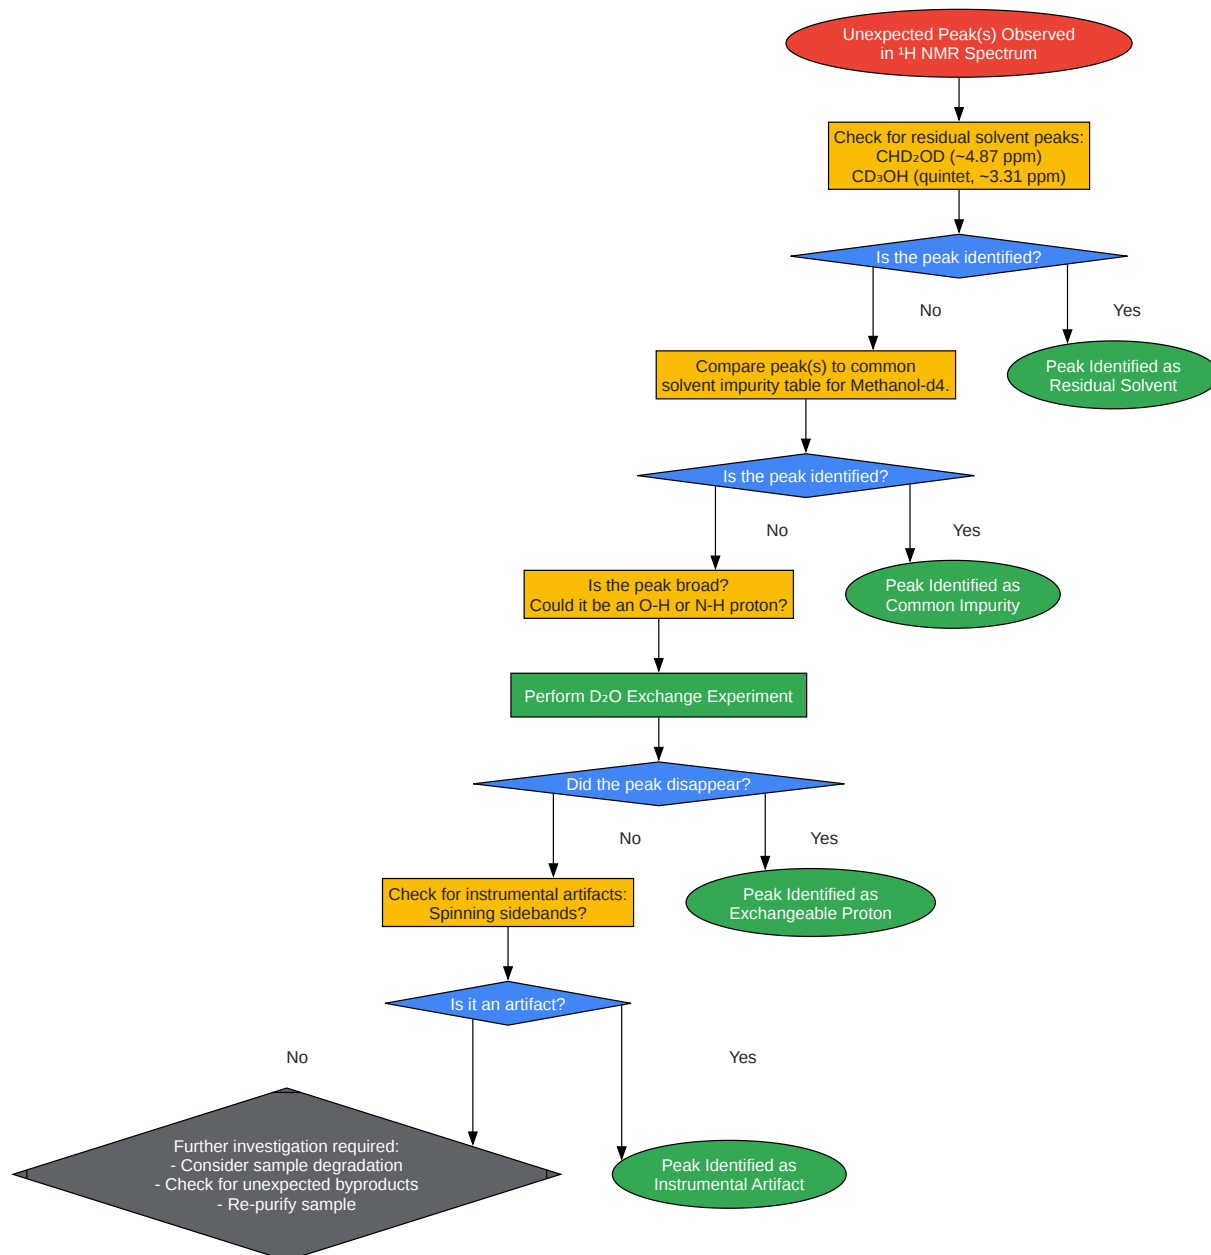 Unexpected Peak(s) Observed
in ¹H NMR Spectrum
Check for residual solvent peaks:
CHD₂OD (~4.87 ppm)
CD₃OH (quintet, ~3.31 ppm)
Is the peak identified?
No
Yes
Compare peak(s) to common
solvent impurity table for Methanol-d4.
Peak Identified as
Residual Solvent
Is the peak identified?
No
Yes
Is the peak broad?
Could it be an O-H or N-H proton?
Peak Identified as
Common Impurity
Perform D₂O Exchange Experiment
Did the peak disappear?
No
Yes
Check for instrumental artifacts:
Spinning sidebands?
Peak Identified as
Exchangeable Proton
Is it an artifact?
No
Yes
Further investigation required:
- Consider sample degradation
- Check for unexpected byproducts
- Re-purify sample
Peak Identified as
Instrumental Artifact